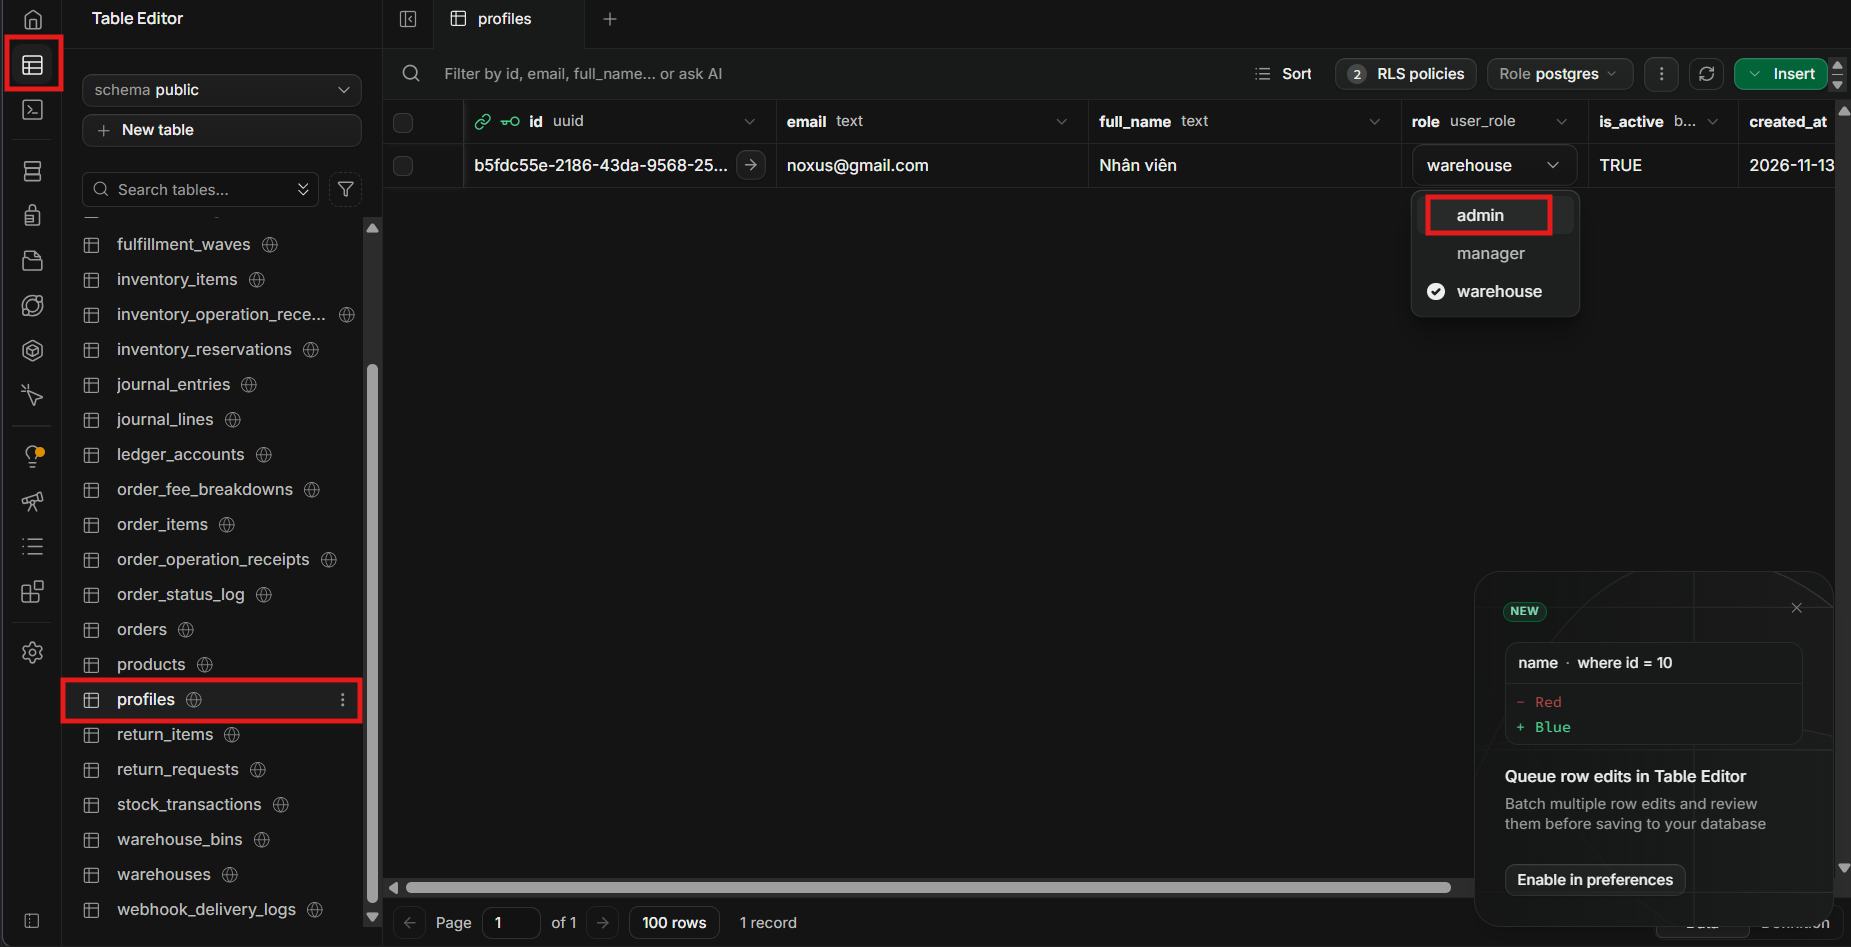 Table Editor
profiles
schema public
New table
Search tables...
fulfillment_waves
inventory_items
inventory_operation_rece...
inventory_reservations
journal_entries
journal_lines
ledger_accounts
order_fee_breakdowns
order_items
order_operation_receipts
order_status_log
orders
products
profiles
return_items
return_requests
stock_transactions
warehouse_bins
warehouses
webhook_delivery_logs
Filter by id, email, full_name... or ask AI
Sort
2 RLS policies
Role postgres
Insert
id uuid
email text
full_name text
role user_role
is_active b...
created_at
b5fdc55e-2186-43da-9568-25...
noxus@gmail.com
Nhân viên
warehouse
TRUE
2026-11-13
admin
manager
warehouse
NEW
name · where id = 10
- Red
+ Blue
Queue row edits in Table Editor
Batch multiple row edits and review
them before saving to your database
Enable in preferences
Page 1 of 1
100 rows
1 record
Data
Definition